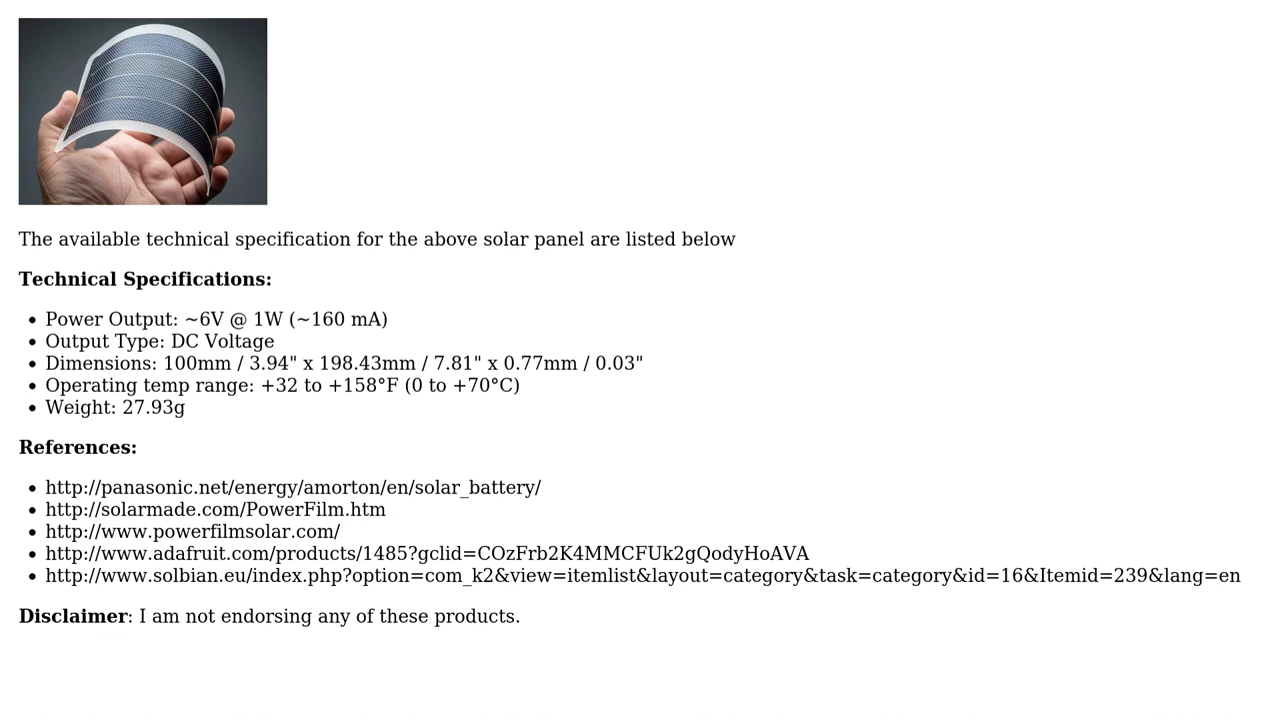 The available technical specification for the above solar panel are listed below
Technical Specifications:
• Power Output: ~6V @ 1W (~160 mA)
• Output Type: DC Voltage
• Dimensions: 100mm / 3.94" x 198.43mm / 7.81" x 0.77mm / 0.03"
• Operating temp range: +32 to +158°F (0 to +70°C)
• Weight: 27.93g
References:
• http://panasonic.net/energy/amorton/en/solar_battery/
• http://solarmade.com/PowerFilm.htm
• http://www.powerfilmsolar.com/
• http://www.adafruit.com/products/1485?gclid=COzFrb2K4MMCFUk2gQodyHoAVA
• http://www.solbian.eu/index.php?option=com_k2&view=itemlist&layout=category&task=category&id=16&Itemid=239&lang=en
Disclaimer: I am not endorsing any of these products.